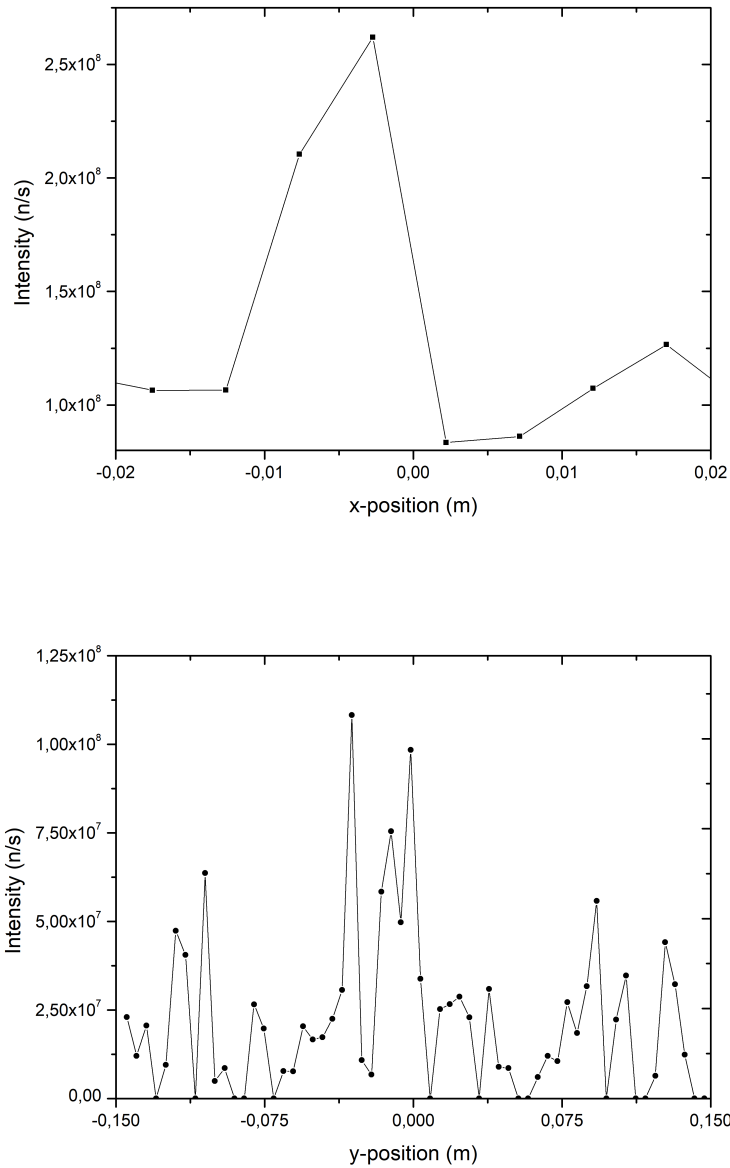 2,5x10⁸
2,0x10⁸
1,5x10⁸
1,0x10⁸
Intensity (n/s)
-0,02 -0,01 0,00 0,01 0,02
x-position (m)
1,25x10⁸
1,00x10⁸
7,50x10⁷
5,00x10⁷
2,50x10⁷
0,00
Intensity (n/s)
-0,150 -0,075 0,000 0,075 0,150
y-position (m)